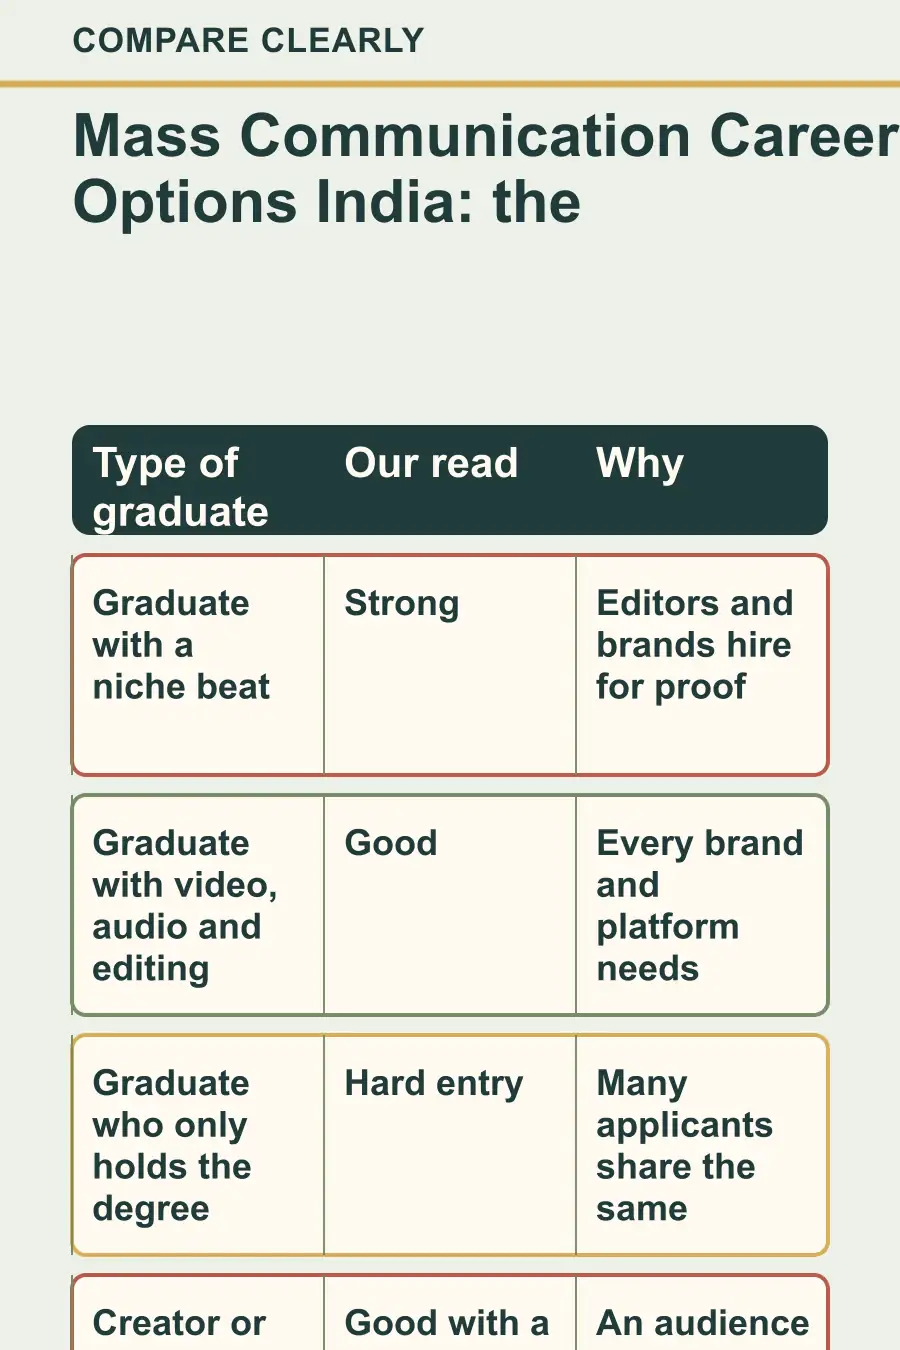 COMPARE CLEARLY
Mass Communication Career
Options India: the
Type of
graduate
Our read
Why
Graduate
with a
niche beat
Strong
Editors and
brands hire
for proof
Graduate
with video,
audio and
editing
Good
Every brand
and
platform
needs
Graduate
who only
holds the
degree
Hard entry
Many
applicants
share the
same
Creator or
Good with a
An audience